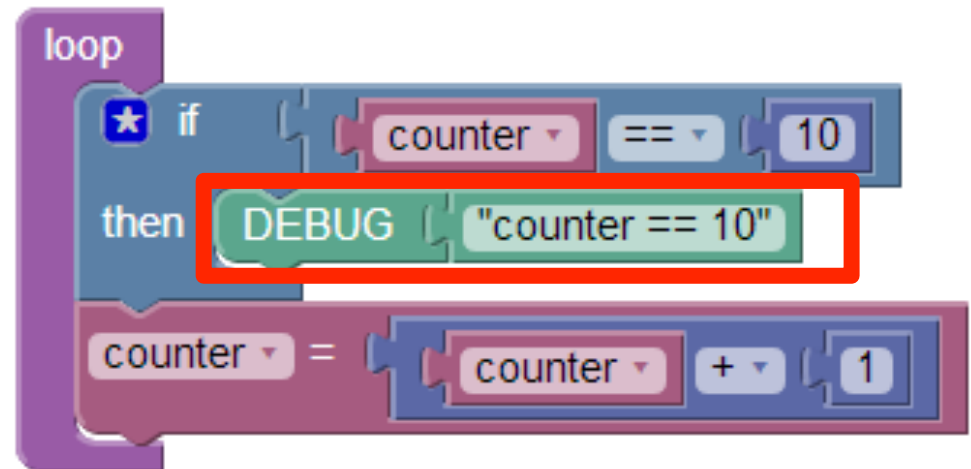 loop
if counter == 10
then DEBUG "counter == 10"
counter = counter + 1